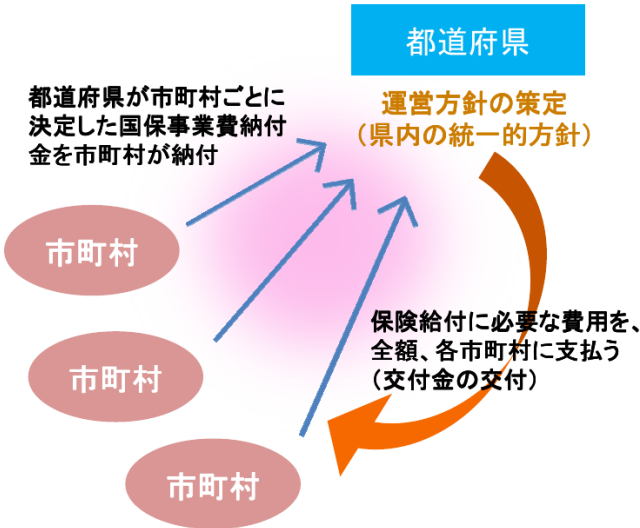 都道府県
都道府県が市町村ごとに
決定した国保事業費納付
金を市町村が納付
運営方針の策定
（県内の統一的方針）
市町村
市町村
市町村
保険給付に必要な費用を、
全額、各市町村に支払う
（交付金の交付）